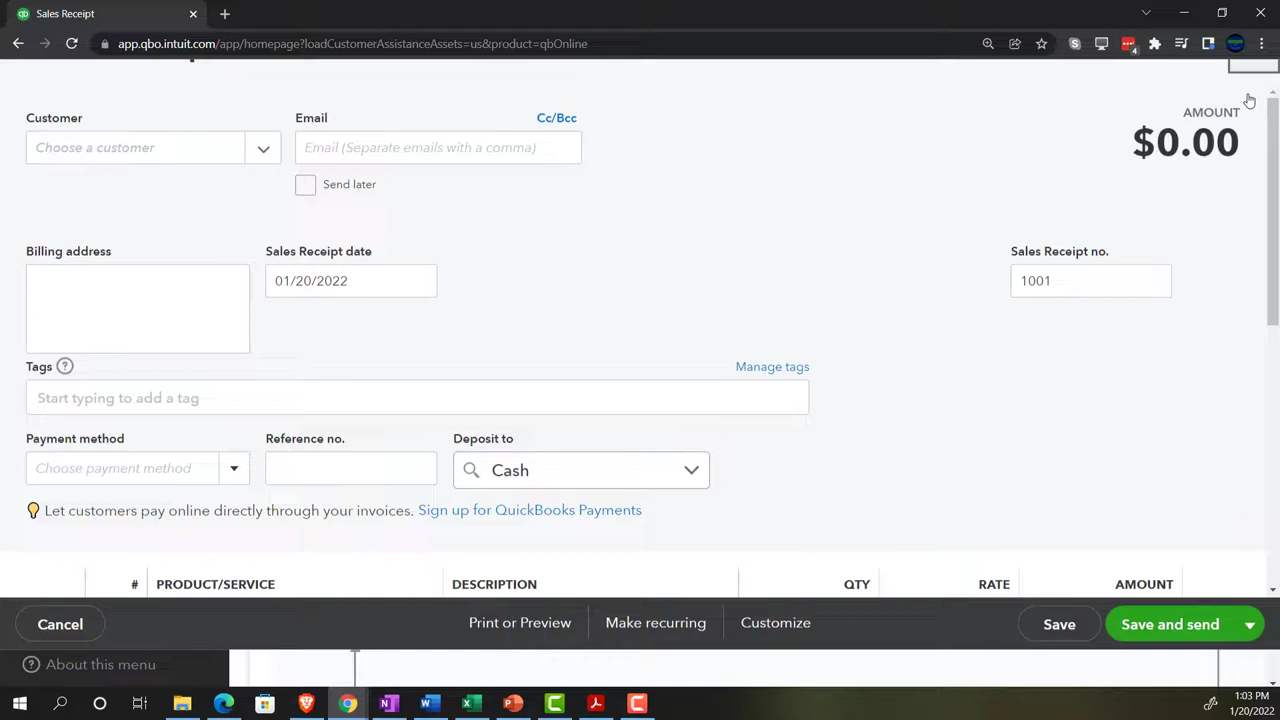 Sales Receipt
app.qbo.intuit.com/app/homepage?loadCustomerAssistanceAssets=us&product=qbOnline
4
Customer
Email
Cc/Bcc
AMOUNT
Choose a customer
Email (Separate emails with a comma)
$0.00
Send later
Billing address
Sales Receipt date
Sales Receipt no.
01/20/2022
1001
Tags ?
Manage tags
Start typing to add a tag
Payment method
Reference no.
Deposit to
Choose payment method
Cash
Let customers pay online directly through your invoices. Sign up for QuickBooks Payments
# PRODUCT/SERVICE DESCRIPTION QTY RATE AMOUNT
Cancel
Print or Preview
Make recurring
Customize
Save
Save and send
? About this menu
1:03 PM
1/20/2022